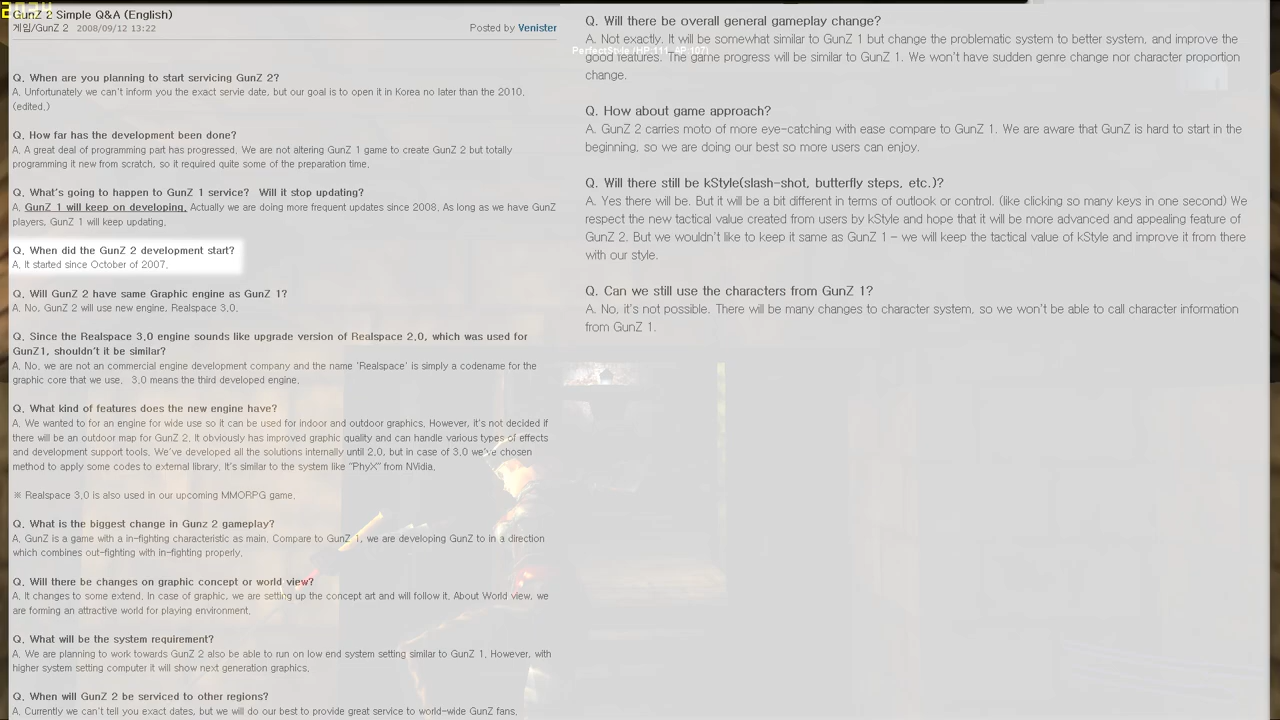 GunZ 2 Simple Q&A (English)
게임/GunZ 2 2008/09/12 13:22
Posted by Venister
Q. When are you planning to start servicing GunZ 2?
A. Unfortunately we can't inform you the exact servie date, but our goal is to open it in Korea no later than the 2010.
(edited.)
Q. How far has the development been done?
A. A great deal of programming part has progressed. We are not altering GunZ 1 game to create GunZ 2 but totally
programming it new from scratch, so it required quite some of the preparation time.
Q. What's going to happen to GunZ 1 service? Will it stop updating?
A. GunZ 1 will keep on developing. Actually we are doing more frequent updates since 2008. As long as we have GunZ
players, GunZ 1 will keep updating.
Q. When did the GunZ 2 development start?
A. It started since October of 2007.
Q. Will GunZ 2 have same Graphic engine as GunZ 1?
A. No. GunZ 2 will use new engine, Realspace 3.0.
Q. Since the Realspace 3.0 engine sounds like upgrade version of Realspace 2.0, which was used for
GunZ1, shouldn't it be similar?
A. No, we are not an commercial engine development company and the name 'Realspace' is simply a codename for the
graphic core that we use. 3.0 means the third developed engine.
Q. What kind of features does the new engine have?
A. We wanted to for an engine for wide use so it can be used for indoor and outdoor graphics. However, it's not decided if
there will be an outdoor map for GunZ 2. It obviously has improved graphic quality and can handle various types of effects
and development support tools. We've developed all the solutions internally until 2.0, but in case of 3.0 we've chosen
method to apply some codes to external library. It's similar to the system like "PhyX" from NVidia.
※ Realspace 3.0 is also used in our upcoming MMORPG game.
Q. What is the biggest change in Gunz 2 gameplay?
A. GunZ is a game with a in-fighting characteristic as main. Compare to GunZ 1, we are developing GunZ to in a direction
which combines out-fighting with in-fighting properly.
Q. Will there be changes on graphic concept or world view?
A. It changes to some extend. In case of graphic, we are setting up the concept art and will follow it. About World view, we
are forming an attractive world for playing environment.
Q. What will be the system requirement?
A. We are planning to work towards GunZ 2 also be able to run on low end system setting similar to GunZ 1. However, with
higher system setting computer it will show next generation graphics.
Q. When will GunZ 2 be serviced to other regions?
A. Currently we can't tell you exact dates, but we will do our best to provide great service to world-wide GunZ fans.
Q. Will there be overall general gameplay change?
A. Not exactly. It will be somewhat similar to GunZ 1 but change the problematic system to better system, and improve the
PerfectStyle (HP:111, AP:107)
good features. The game progress will be similar to GunZ 1. We won't have sudden genre change nor character proportion
change.
Q. How about game approach?
A. GunZ 2 carries moto of more eye-catching with ease compare to GunZ 1. We are aware that GunZ is hard to start in the
beginning, so we are doing our best so more users can enjoy.
Q. Will there still be kStyle(slash-shot, butterfly steps, etc.)?
A. Yes there will be. But it will be a bit different in terms of outlook or control. (like clicking so many keys in one second) We
respect the new tactical value created from users by kStyle and hope that it will be more advanced and appealing feature of
GunZ 2. But we wouldn't like to keep it same as GunZ 1 - we will keep the tactical value of kStyle and improve it from there
with our style.
Q. Can we still use the characters from GunZ 1?
A. No, it's not possible. There will be many changes to character system, so we won't be able to call character information
from GunZ 1.